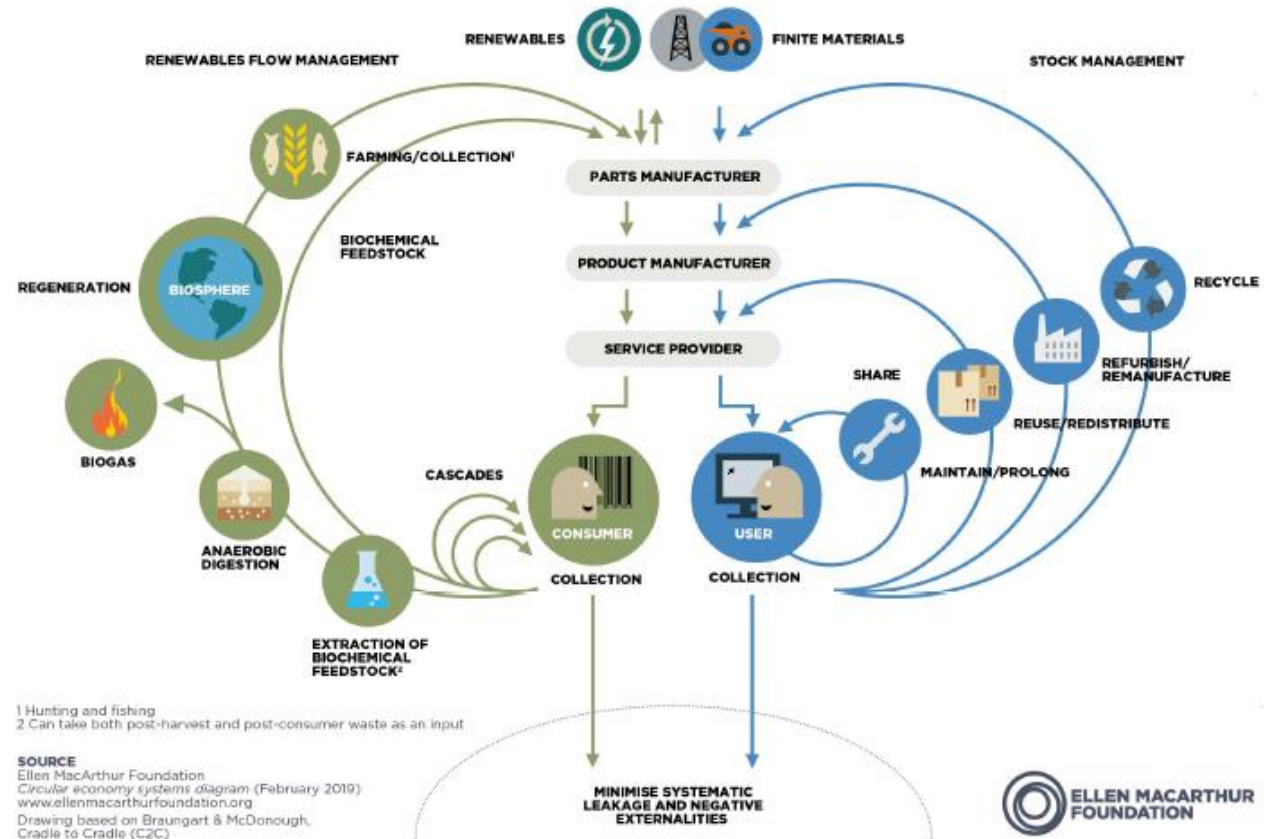 RENEWABLES
FINITE MATERIALS
RENEWABLES FLOW MANAGEMENT
STOCK MANAGEMENT
FARMING/COLLECTION¹
PARTS MANUFACTURER
BIOCHEMICAL
FEEDSTOCK
PRODUCT MANUFACTURER
REGENERATION
BIOSPHERE
RECYCLE
SERVICE PROVIDER
SHARE
REFURBISH/
REMANUFACTURE
REUSE/REDISTRIBUTE
BIOGAS
CASCADES
MAINTAIN/PROLONG
CONSUMER
USER
ANAEROBIC
DIGESTION
COLLECTION
COLLECTION
EXTRACTION OF
BIOCHEMICAL
FEEDSTOCK²
1 Hunting and fishing
2 Can take both post-harvest and post-consumer waste as an input
SOURCE
Ellen MacArthur Foundation
Circular economy systems diagram (February 2019)
www.ellenmacarthurfoundation.org
Drawing based on Braungart & McDonough,
Cradle to Cradle (C2C)
MINIMISE SYSTEMATIC
LEAKAGE AND NEGATIVE
EXTERNALITIES
ELLEN MACARTHUR
FOUNDATION